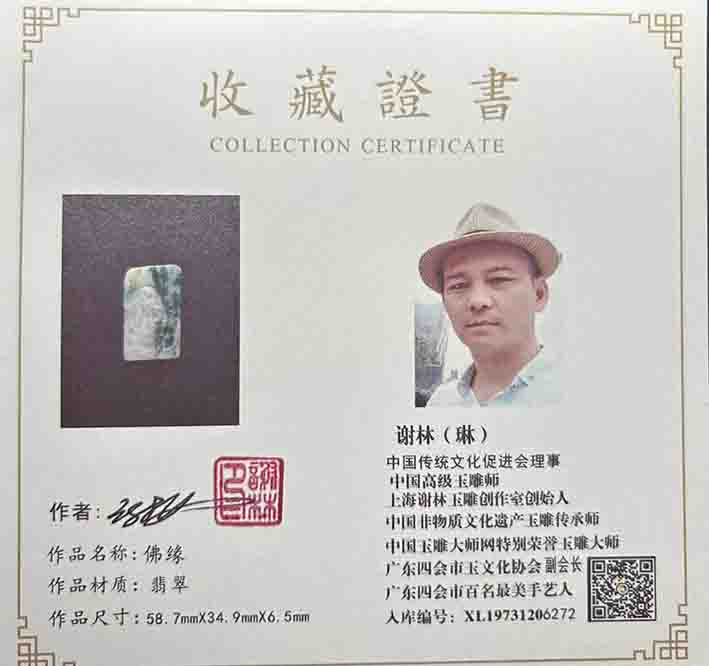 收藏證書
COLLECTION CERTIFICATE
谢林（琳）
中国传统文化促进会理事
中国高级玉雕师
上海谢林玉雕创作室创始人
中国非物质文化遗产玉雕传承师
中国玉雕大师网特别荣誉玉雕大师
广东四会市玉文化协会副会长
广东四会市百名最美手艺人
入库编号：XL19731206272
作者：
作品名称：佛缘
作品材质：翡翠
作品尺寸：58.7mmX34.9mmX6.5mm